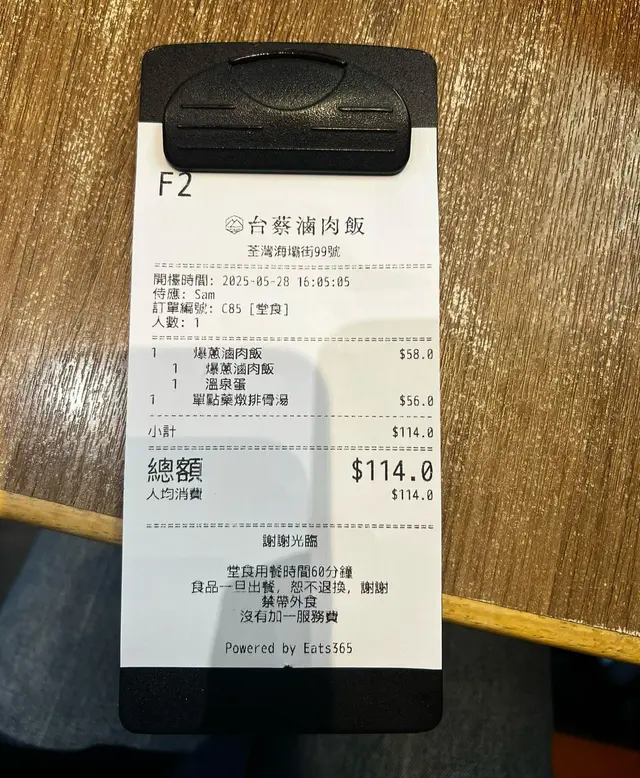 F2
台蔡滷肉飯
荃灣海壩街99號
開檯時間: 2025-05-28 16:05:05
侍應: Sam
訂單編號: C85 [堂食]
人數: 1
1 爆蔥滷肉飯 $58.0
1 爆蔥滷肉飯
1 溫泉蛋
1 單點藥燉排骨湯 $56.0
小計 $114.0
總額 $114.0
人均消費 $114.0
謝謝光臨
堂食用餐時間60分鐘
食品一旦出餐, 恕不退換, 謝謝
禁帶外食
沒有加一服務費
Powered by Eats365